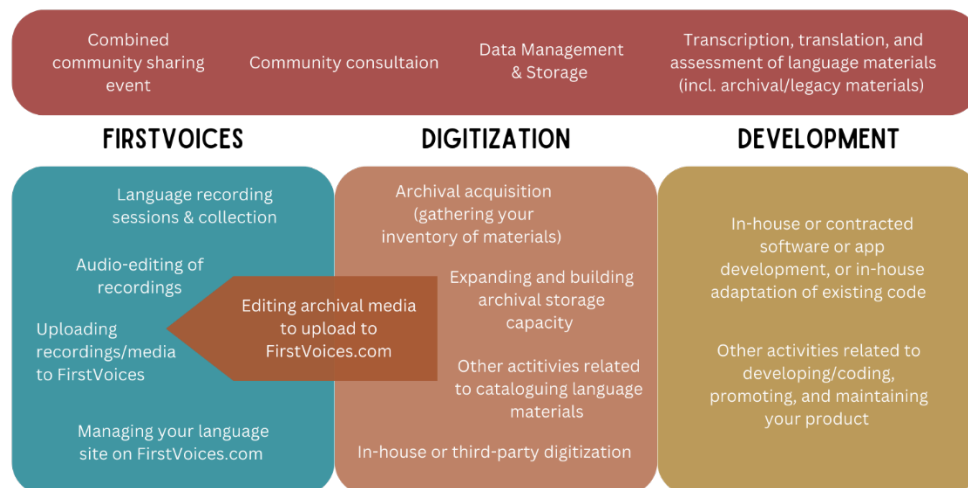 Combined
community sharing
event
Community consultaion
Data Management
& Storage
Transcription, translation, and
assessment of language materials
(incl. archival/legacy materials)
FIRSTVOICES
DIGITIZATION
DEVELOPMENT
Language recording
sessions & collection
Audio-editing of
recordings
Uploading
recordings/media
to FirstVoices
Managing your language
site on FirstVoices.com
Editing archival media
to upload to
FirstVoices.com
Archival acquisition
(gathering your
inventory of materials)
Expanding and building
archival storage
capacity
Other actitivies related
to cataloguing language
materials
In-house or third-party digitization
In-house or contracted
software or app
development, or in-house
adaptation of existing code
Other activities related to
developing/coding,
promoting, and maintaining
your product